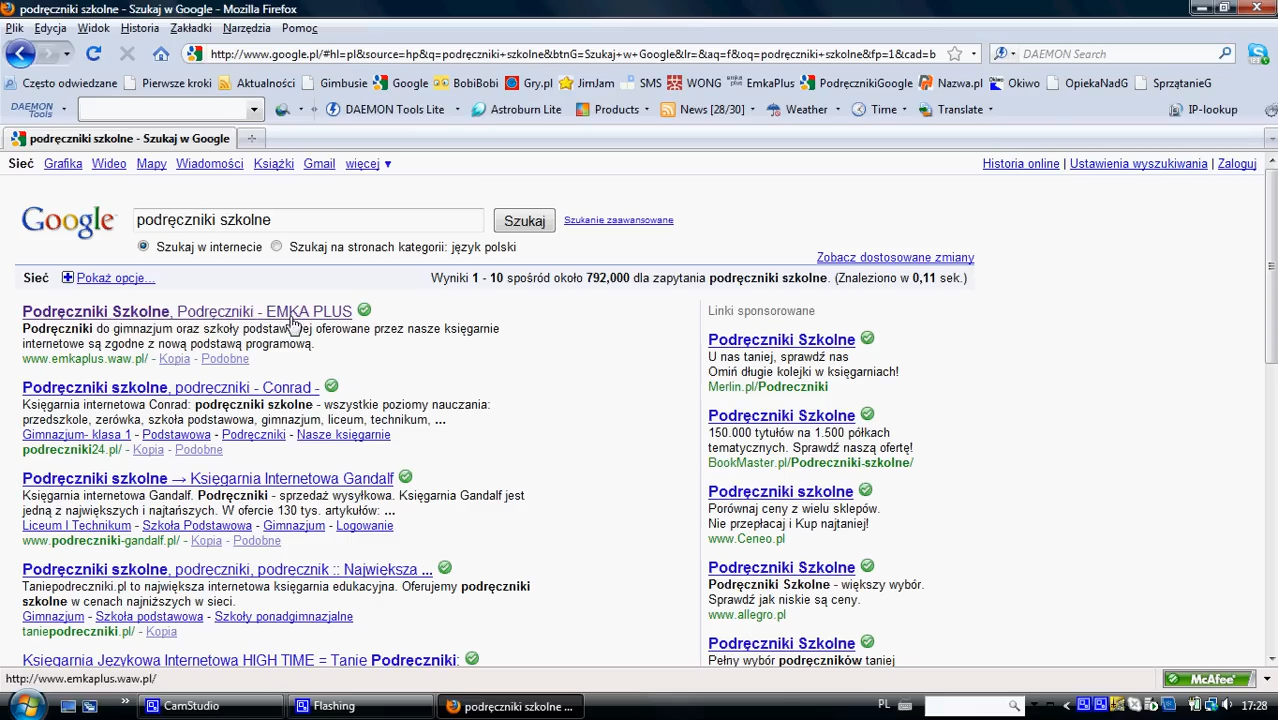 podręczniki szkolne - Szukaj w Google - Mozilla Firefox
Plik Edycja Widok Historia Zakładki Narzędzia Pomoc
http://www.google.pl/#hl=pl&source=hp&q=podręczniki+szkolne&btnG=Szukaj+w+Google&lr=&aq=f&oq=podręczniki+szkolne&fp=1&cad=b
DAEMON Search
Często odwiedzane Pierwsze kroki Aktualności Gimbusie Google BobiBobi Gry.pl JimJam SMS WONG EmkaPlus PodręcznikiGoogle Nazwa.pl Okiwo OpiekaNadG SprzątanieG
DAEMON Tools DAEMON Tools Lite Astroburn Lite Products News [28/30] Weather Time Translate IP-lookup
podręczniki szkolne - Szukaj w Google
Sieć Grafika Wideo Mapy Wiadomości Książki Gmail więcej ▼ Historia online | Ustawienia wyszukiwania | Zaloguj
Google podręczniki szkolne Szukaj Szukanie zaawansowane
Szukaj w internecie Szukaj na stronach kategorii: język polski
Zobacz dostosowane zmiany
Sieć Pokaż opcje... Wyniki 1 - 10 spośród około 792,000 dla zapytania podręczniki szkolne. (Znaleziono w 0,11 sek.)
Podręczniki Szkolne, Podręczniki - EMKA PLUS
Podręczniki do gimnazjum oraz szkoły podstawowej oferowane przez nasze księgarnie
internetowe są zgodne z nową podstawą programową.
www.emkaplus.waw.pl/ - Kopia - Podobne
Podręczniki szkolne, podręczniki - Conrad -
Księgarnia internetowa Conrad: podręczniki szkolne - wszystkie poziomy nauczania:
przedszkole, zerówka, szkoła podstawowa, gimnazjum, liceum, technikum, ...
Gimnazjum- klasa 1 - Podstawowa - Podręczniki - Nasze księgarnie
podreczniki24.pl/ - Kopia - Podobne
Podręczniki szkolne → Księgarnia Internetowa Gandalf
Księgarnia internetowa Gandalf. Podręczniki - sprzedaż wysyłkowa. Księgarnia Gandalf jest
jedną z największych i najtańszych. W ofercie 130 tys. artykułów: ...
Liceum I Technikum - Szkoła Podstawowa - Gimnazjum - Logowanie
www.podreczniki-gandalf.pl/ - Kopia - Podobne
Podręczniki szkolne, podręczniki, podręcznik :: Największa ...
Taniepodreczniki.pl to największa internetowa księgarnia edukacyjna. Oferujemy podręczniki
szkolne w cenach najniższych w sieci.
Gimnazjum - Szkoła podstawowa - Szkoły ponadgimnazjalne
taniepodreczniki.pl/ - Kopia
Księgarnia Językowa Internetowa HIGH TIME = Tanie Podręczniki:
Linki sponsorowane
Podręczniki Szkolne
U nas taniej, sprawdź nas
Omiń długie kolejki w księgarniach!
Merlin.pl/Podreczniki
Podręczniki Szkolne
150.000 tytułów na 1.500 półkach
tematycznych. Sprawdź naszą ofertę!
BookMaster.pl/Podreczniki-szkolne/
Podręczniki szkolne
Porównaj ceny z wielu sklepów.
Nie przepłacaj i Kup najtaniej!
www.Ceneo.pl
Podręczniki Szkolne
Podręczniki Szkolne - większy wybór.
Sprawdź jak niskie są ceny.
www.allegro.pl
Podręczniki Szkolne
Pełny wybór podręczników taniej
http://www.emkaplus.waw.pl/ McAfee
CamStudio Flashing podręczniki szkolne ... PL 17:28